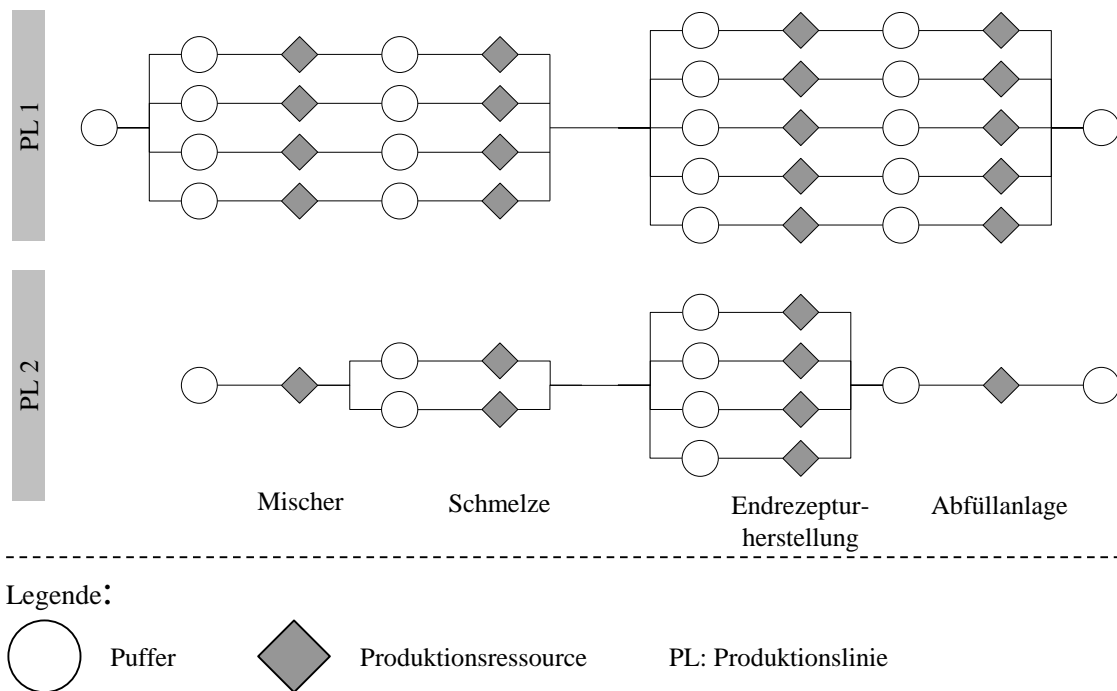 PL 1
PL 2
Mischer
Schmelze
Endrezeptur-
herstellung
Abfüllanlage
Legende:
Puffer
Produktionsressource
PL: Produktionslinie